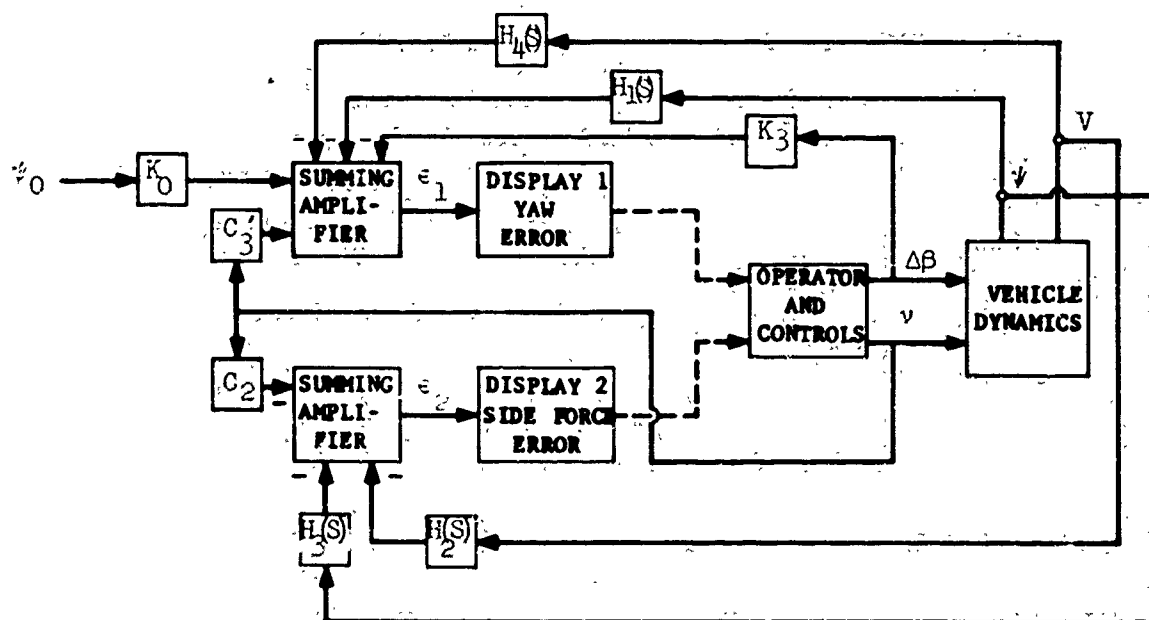 H4(S)
H1(S)
V
K3
ψ
ψ0
K0
SUMMING
AMPLI-
FIER
ϵ1
DISPLAY 1
YAW
ERROR
C3'
OPERATOR
AND
CONTROLS
Δβ
ν
VEHICLE
DYNAMICS
C2
SUMMING
AMPLI-
FIER
ϵ2
DISPLAY 2
SIDE FORCE
ERROR
H3(S)
H2(S)